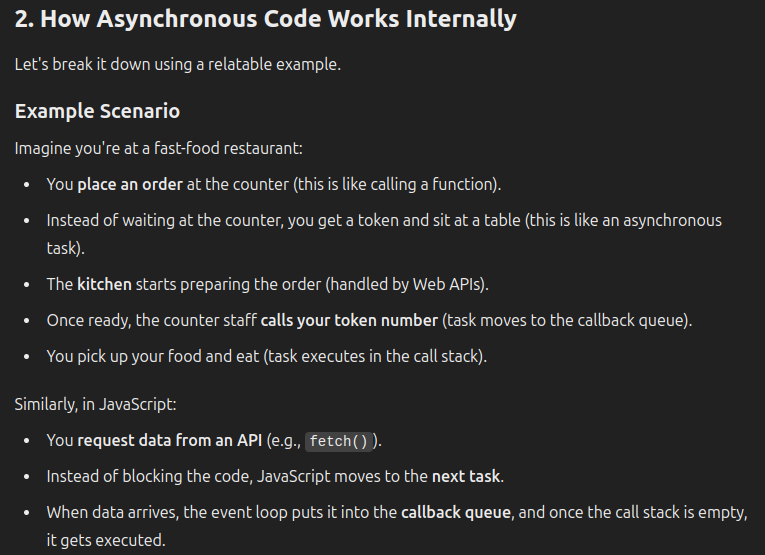 2. How Asynchronous Code Works Internally
Let's break it down using a relatable example.
Example Scenario
Imagine you're at a fast-food restaurant:
• You place an order at the counter (this is like calling a function).
• Instead of waiting at the counter, you get a token and sit at a table (this is like an asynchronous
task).
• The kitchen starts preparing the order (handled by Web APIs).
• Once ready, the counter staff calls your token number (task moves to the callback queue).
• You pick up your food and eat (task executes in the call stack).
Similarly, in JavaScript:
• You request data from an API (e.g., fetch()).
• Instead of blocking the code, JavaScript moves to the next task.
• When data arrives, the event loop puts it into the callback queue, and once the call stack is empty,
it gets executed.